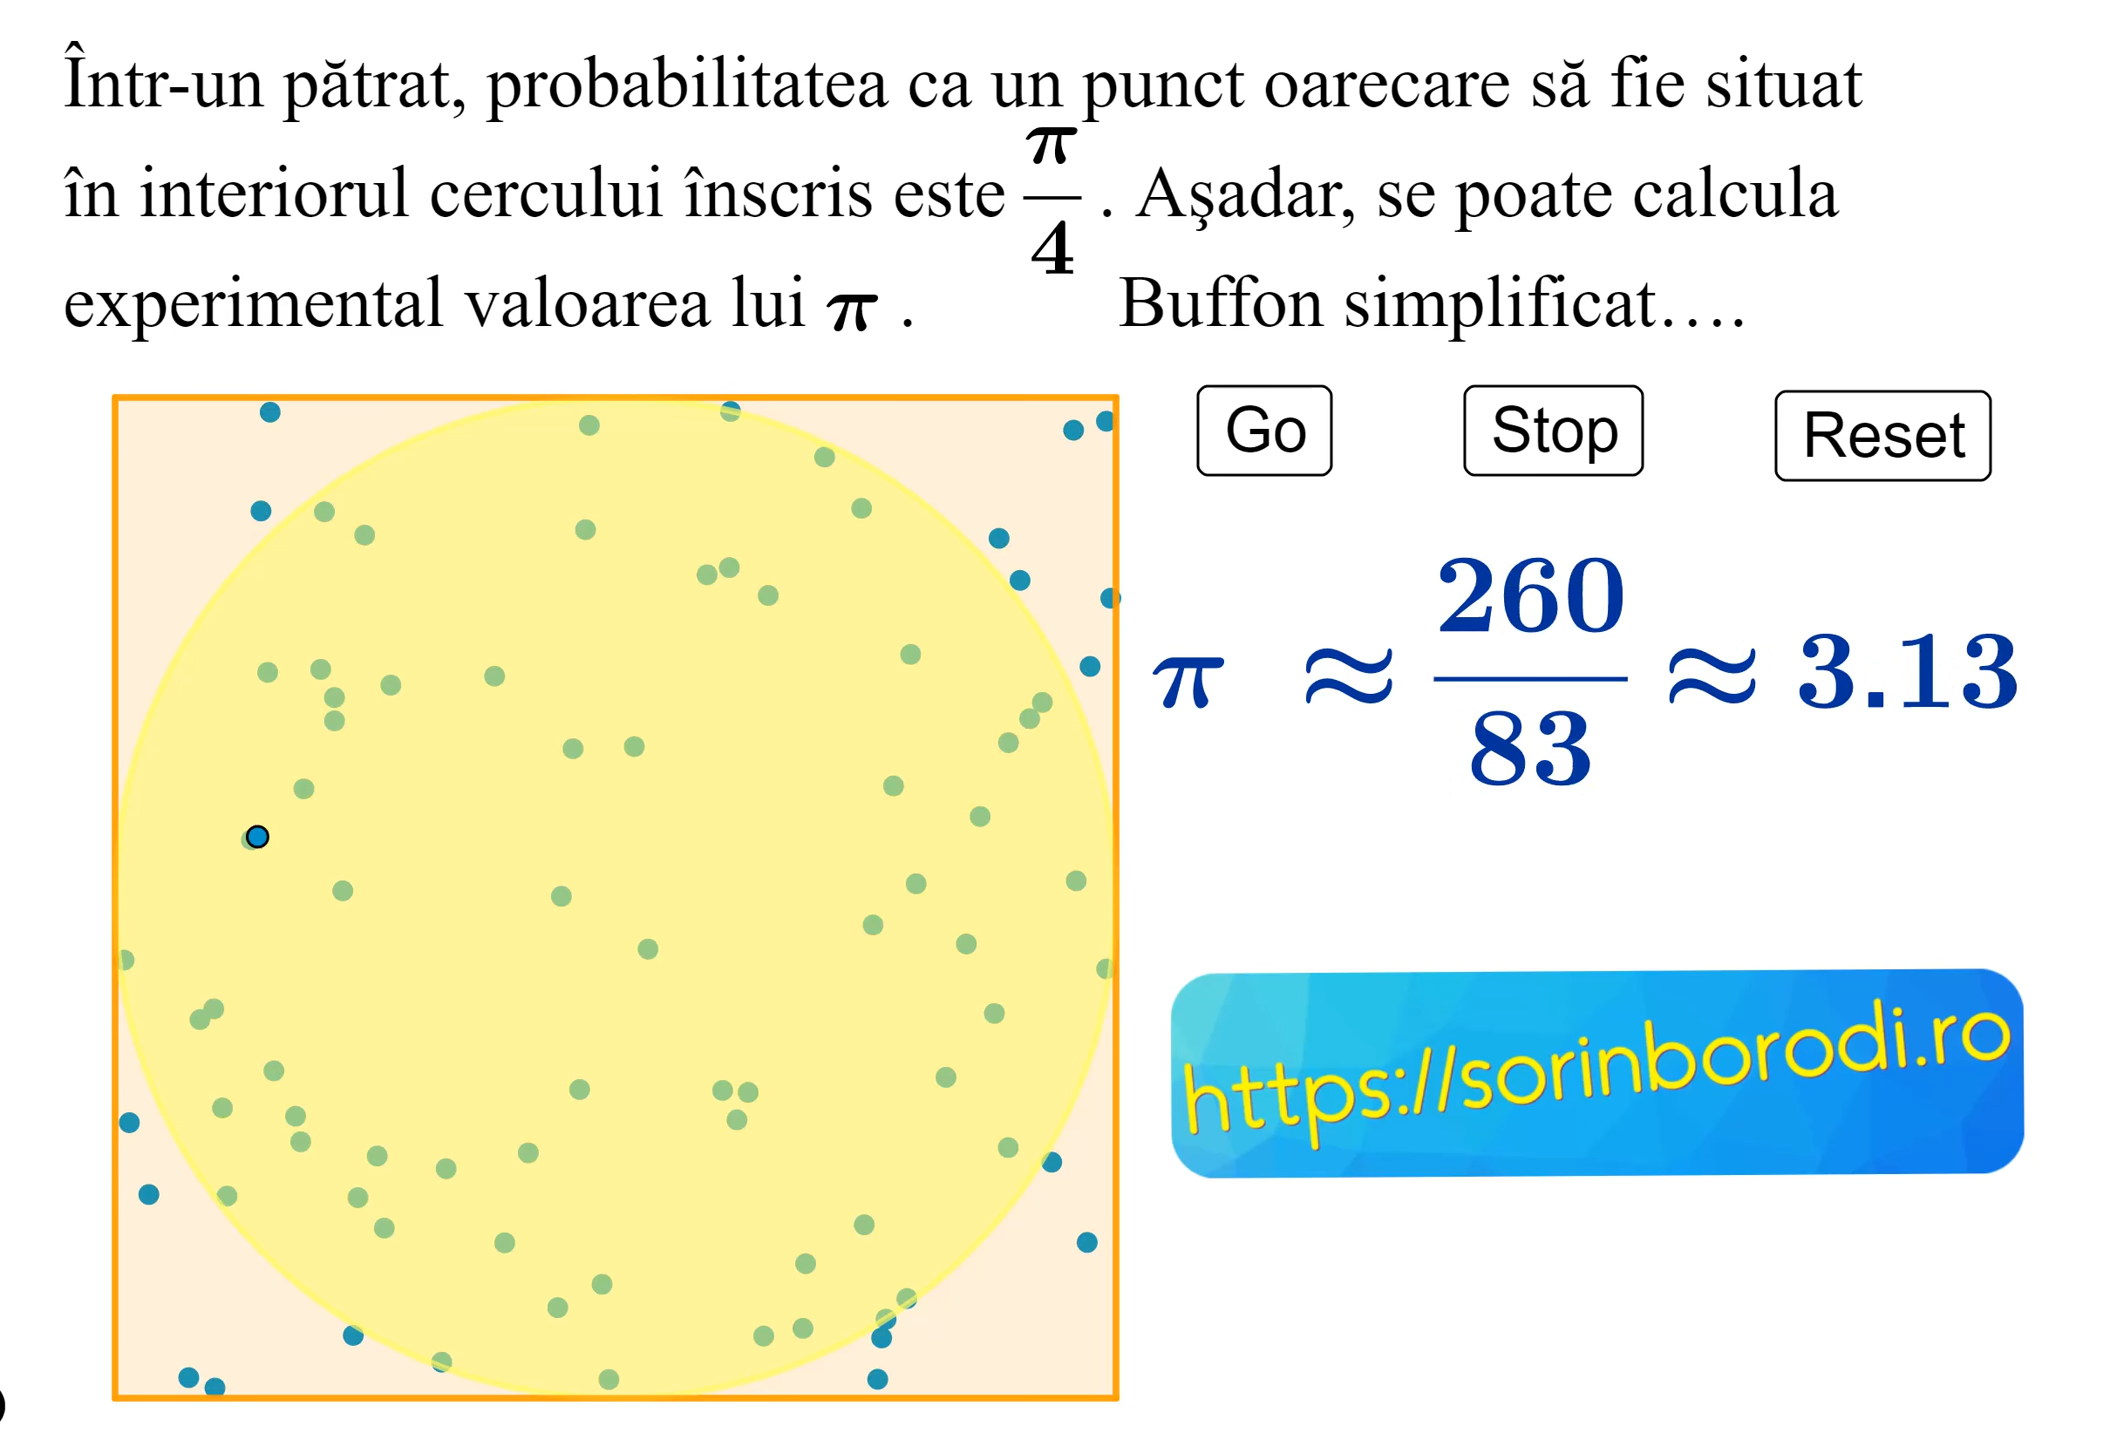 Într-un pătrat, probabilitatea ca un punct oarecare să fie situat
în interiorul cercului înscris este π/4 . Aşadar, se poate calcula
experimental valoarea lui π . Buffon simplificat....
Go Stop Reset
π ≈ 260/83 ≈ 3.13
https://sorinborodi.ro